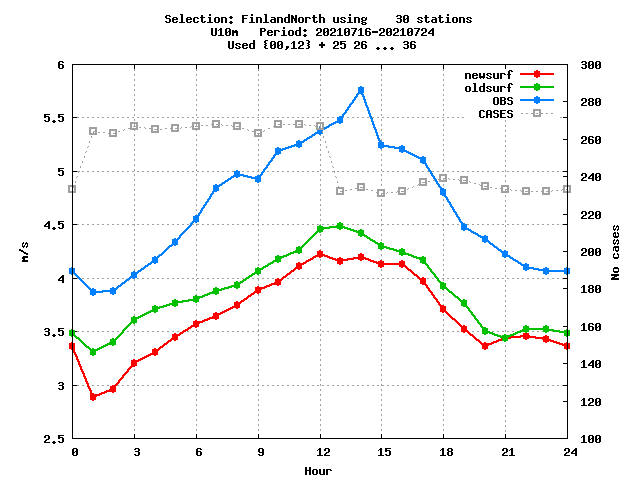 Selection: FinlandNorth using    30 stations
U10m   Period: 20210716-20210724
Used {00,12} + 25 26 ... 36
newsurf
oldsurf
OBS
CASES
6
5.5
5
4.5
4
3.5
3
2.5
m/s
300
280
260
240
220
200
180
160
140
120
100
No cases
0 3 6 9 12 15 18 21 24
Hour